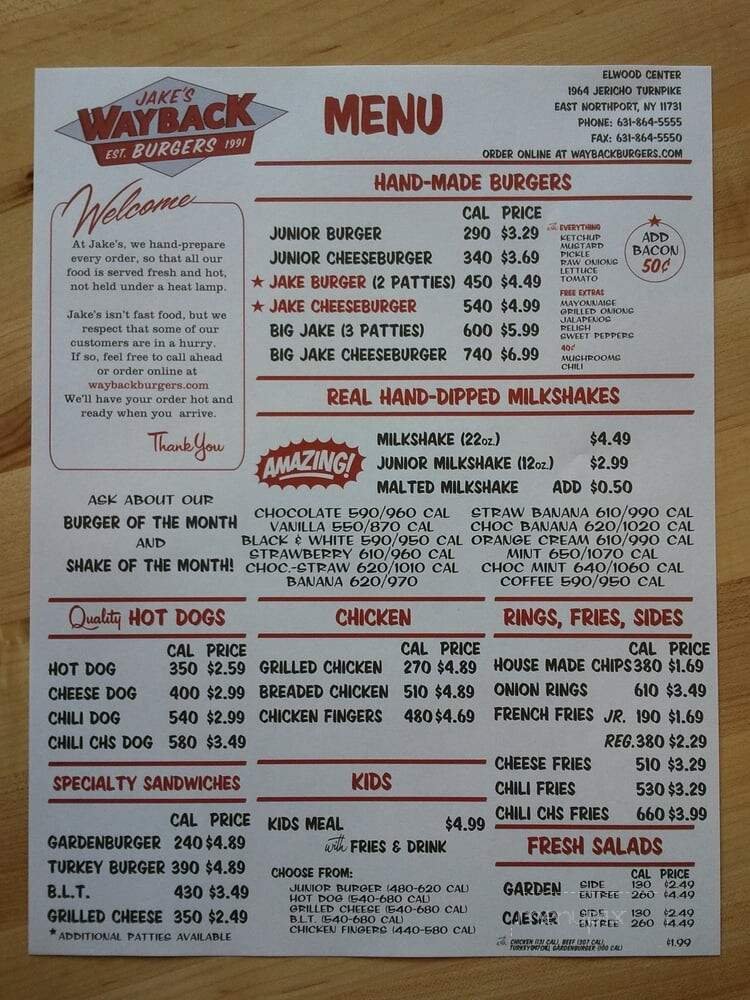 JAKE'S
WAYBACK
EST. BURGERS 1991
MENU
ELWOOD CENTER
1964 JERICHO TURNPIKE
EAST NORTHPORT, NY 11731
PHONE: 631-864-5555
FAX: 631-864-5550
ORDER ONLINE AT WAYBACKBURGERS.COM
Welcome
At Jake's, we hand-prepare
every order, so that all our
food is served fresh and hot,
not held under a heat lamp.
Jake's isn't fast food, but we
respect that some of our
customers are in a hurry.
If so, feel free to call ahead
or order online at
waybackburgers.com
We'll have your order hot and
ready when you arrive.
Thank You
ASK ABOUT OUR
BURGER OF THE MONTH
AND
SHAKE OF THE MONTH!
HAND-MADE BURGERS
CAL PRICE
JUNIOR BURGER 290 $3.29
JUNIOR CHEESEBURGER 340 $3.69
★ JAKE BURGER (2 PATTIES) 450 $4.49
★ JAKE CHEESEBURGER 540 $4.99
BIG JAKE (3 PATTIES) 600 $5.99
BIG JAKE CHEESEBURGER 740 $6.99
with EVERYTHING
KETCHUP
MUSTARD
PICKLE
RAW ONIONS
LETTUCE
TOMATO
FREE EXTRAS
MAYONNAISE
GRILLED ONIONS
JALAPENOS
RELISH
SWEET PEPPERS
40¢
MUSHROOMS
CHILI
ADD
BACON
50¢
REAL HAND-DIPPED MILKSHAKES
AMAZING!
MILKSHAKE (22oz.) $4.49
JUNIOR MILKSHAKE (12oz.) $2.99
MALTED MILKSHAKE ADD $0.50
CHOCOLATE 590/960 CAL STRAW BANANA 610/990 CAL
VANILLA 550/870 CAL CHOC BANANA 620/1020 CAL
BLACK & WHITE 590/950 CAL ORANGE CREAM 610/990 CAL
STRAWBERRY 610/960 CAL MINT 650/1070 CAL
CHOC.-STRAW 620/1010 CAL CHOC MINT 640/1060 CAL
BANANA 620/970 COFFEE 590/950 CAL
Quality HOT DOGS
CAL PRICE
HOT DOG 350 $2.59
CHEESE DOG 400 $2.99
CHILI DOG 540 $2.99
CHILI CHS DOG 580 $3.49
SPECIALTY SANDWICHES
CAL PRICE
GARDENBURGER 240 $4.89
TURKEY BURGER 390 $4.89
B.L.T. 430 $3.49
GRILLED CHEESE 350 $2.49
★ ADDITIONAL PATTIES AVAILABLE
CHICKEN
CAL PRICE
GRILLED CHICKEN 270 $4.89
BREADED CHICKEN 510 $4.89
CHICKEN FINGERS 480 $4.69
KIDS
KIDS MEAL $4.99
with FRIES & DRINK
CHOOSE FROM:
JUNIOR BURGER (480-620 CAL)
HOT DOG (540-680 CAL)
GRILLED CHEESE (540-680 CAL)
B.L.T. (540-680 CAL)
CHICKEN FINGERS (440-580 CAL)
RINGS, FRIES, SIDES
CAL PRICE
HOUSE MADE CHIPS 380 $1.69
ONION RINGS 610 $3.49
FRENCH FRIES JR. 190 $1.69
REG. 380 $2.29
CHEESE FRIES 510 $3.29
CHILI FRIES 530 $3.29
CHILI CHS FRIES 660 $3.99
FRESH SALADS
CAL PRICE
GARDEN SIDE 130 $2.49
ENTREE 260 $4.49
CAESAR SIDE 130 $2.49
ENTREE 260 $4.49
with CHICKEN (131 CAL), BEEF (307 CAL), $1.99
GARDENBURGER (100 CAL)